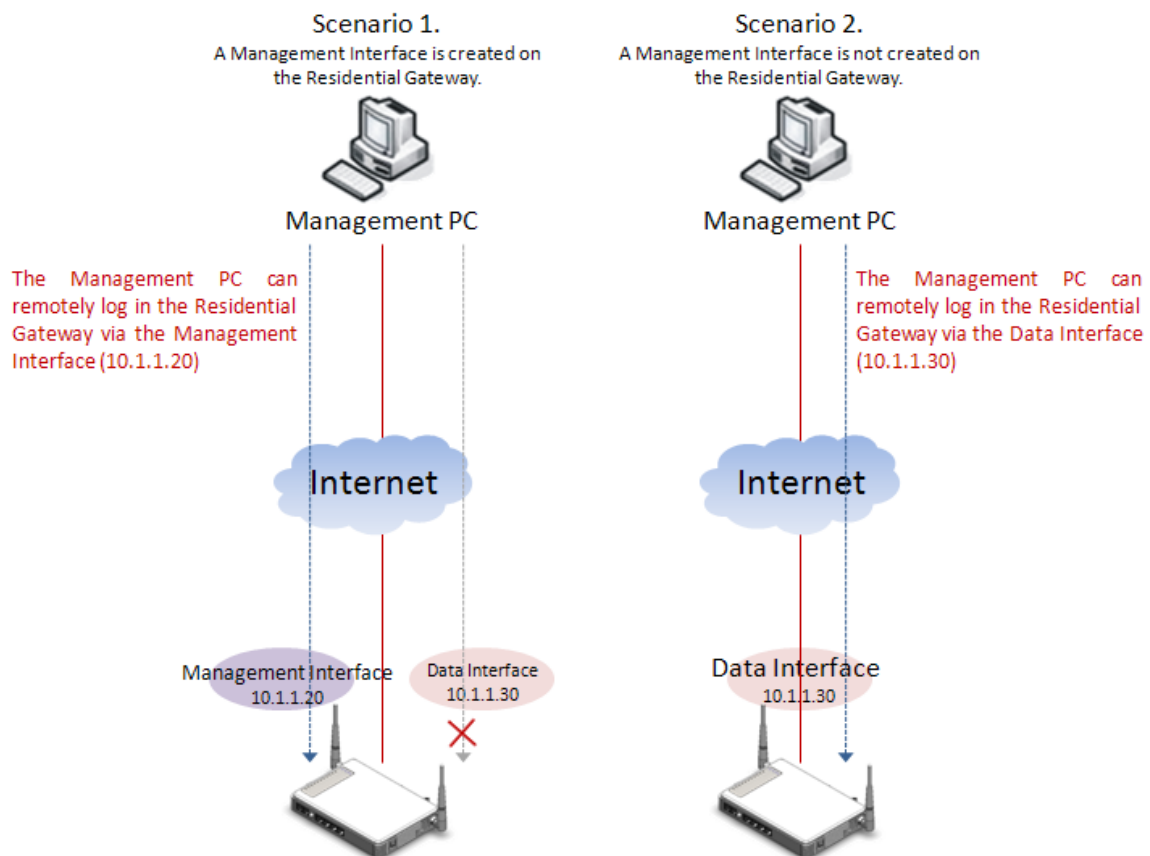 Scenario 1.
A Management Interface is created on
the Residential Gateway.
Management PC
The Management PC can
remotely log in the Residential
Gateway via the Management
Interface (10.1.1.20)
Internet
Management Interface
10.1.1.20
Data Interface
10.1.1.30
Scenario 2.
A Management Interface is not created on
the Residential Gateway.
Management PC
The Management PC can
remotely log in the Residential
Gateway via the Data Interface
(10.1.1.30)
Internet
Data Interface
10.1.1.30